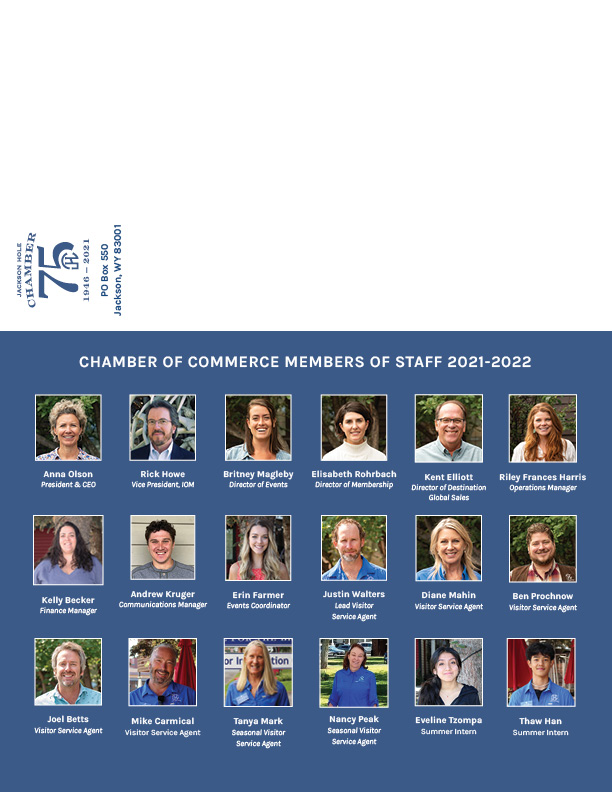 JACKSON HOLE
CHAMBER
75
1946 – 2021
PO Box 550
Jackson, WY 83001
CHAMBER OF COMMERCE MEMBERS OF STAFF 2021-2022
Anna Olson
President & CEO
Rick Howe
Vice President, IOM
Britney Magleby
Director of Events
Elisabeth Rohrbach
Director of Membership
Kent Elliott
Director of Destination
Global Sales
Riley Frances Harris
Operations Manager
Kelly Becker
Finance Manager
Andrew Kruger
Communications Manager
Erin Farmer
Events Coordinator
Justin Walters
Lead Visitor
Service Agent
Diane Mahin
Visitor Service Agent
Ben Prochnow
Visitor Service Agent
or Information
Joel Betts
Visitor Service Agent
Mike Carmical
Visitor Service Agent
Tanya Mark
Seasonal Visitor
Service Agent
Nancy Peak
Seasonal Visitor
Service Agent
Eveline Tzompa
Summer Intern
Thaw Han
Summer Intern